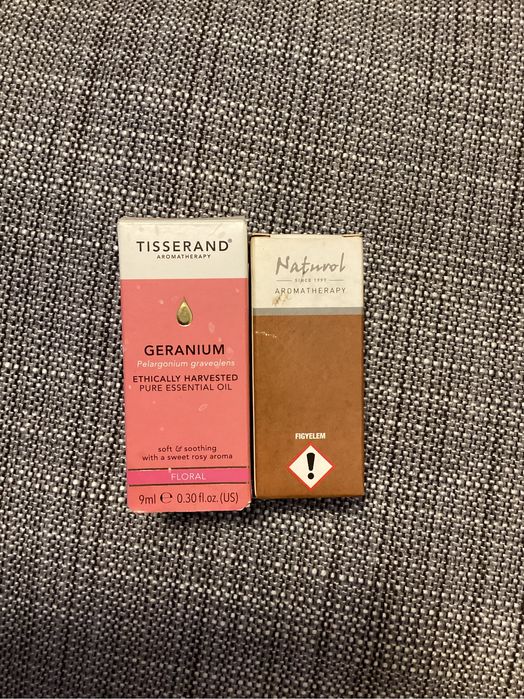 TISSERAND®
AROMATHERAPY
GERANIUM
Pelargonium graveolens
ETHICALLY HARVESTED
PURE ESSENTIAL OIL
soft & soothing
with a sweet rosy aroma
FLORAL
9ml ℮ 0.30 fl.oz. (US)
Naturol
SINCE 1997
AROMATHERAPY
FIGYELEM